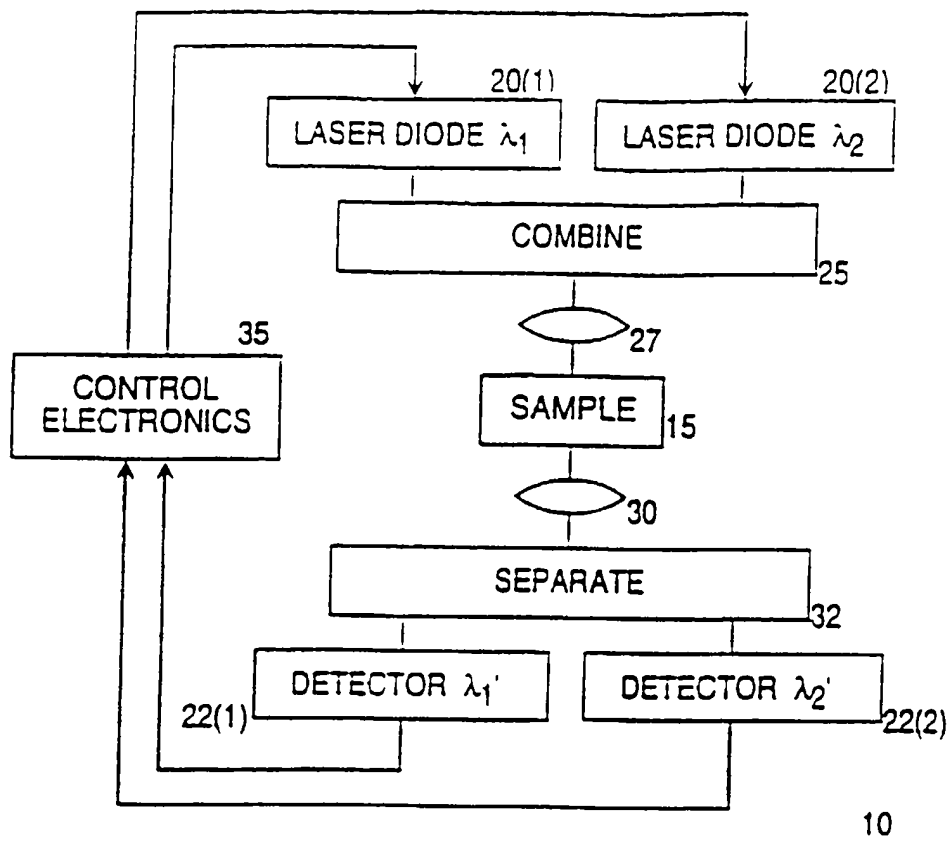 20(1)
20(2)
LASER DIODE λ1
LASER DIODE λ2
COMBINE
25
27
35
CONTROL
ELECTRONICS
SAMPLE
15
30
SEPARATE
32
DETECTOR λ1'
DETECTOR λ2'
22(1)
22(2)
10